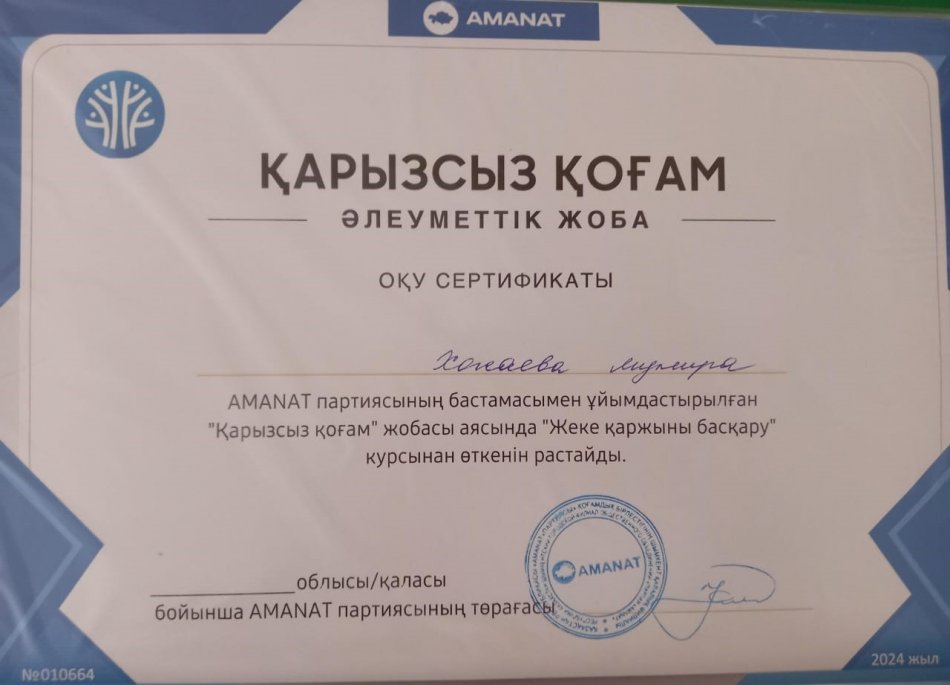 AMANAT
ҚАРЫЗСЫЗ ҚОҒАМ
ӘЛЕУМЕТТІК ЖОБА
ОҚУ СЕРТИФИКАТЫ
AMANAT партиясының бастамасымен ұйымдастырылған
"Қарызсыз қоғам" жобасы аясында "Жеке қаржыны басқару"
курсынан өткенін растайды.
AMANAT
____________облысы/қаласы
бойынша AMANAT партиясының төрағасы
№010664
2024 жыл